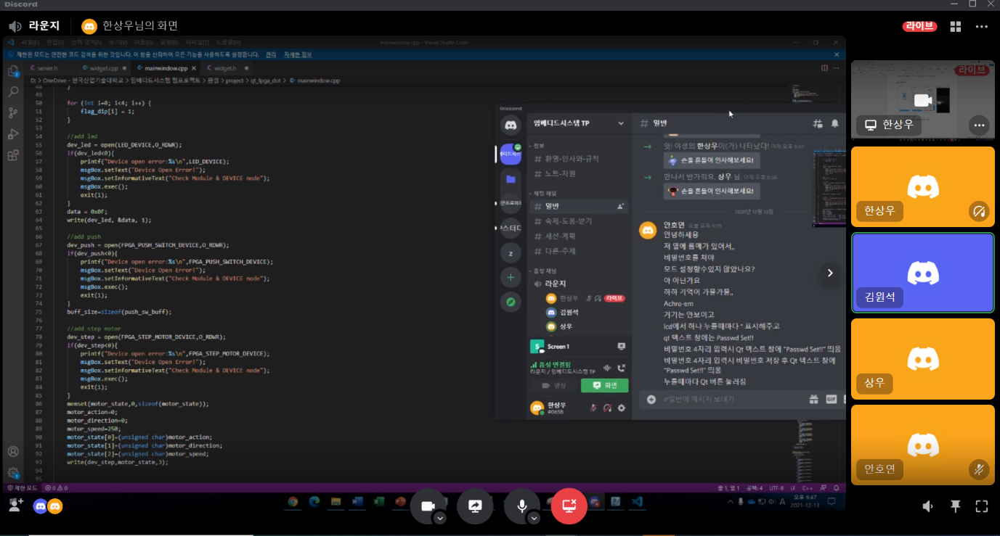 Discord
라운지
한상우님의 화면
라이브
mainwindow.cpp - Visual Studio Code
제한된 모드는 안전한 코드 검색을 위한 것입니다. 이 창을 신뢰하여 모든 기능을 사용하도록 설정합니다. 관리 자세한 정보
server.h
widget.cpp
mainwindow.cpp
widget.h
D: > OneDrive - 한국산업기술대학교 > 임베디드시스템 텀프로젝트 > 완성 > project > qt_fpga_dot > mainwindow.cpp
48 }
49
50 for (int i=0; i<4; i++) {
51 flag_dip[i] = 1;
52 }
53
54 //add led
55 dev_led = open(LED_DEVICE,O_RDWR);
56 if(dev_led<0){
57 printf("Device open error:%s\n",LED_DEVICE);
58 msgBox.setText("Device Open Error!");
59 msgBox.setInformativeText("Check Module & DEVICE node");
60 msgBox.exec();
61 exit(1);
62 }
63 data = 0x0F;
64 write(dev_led, &data, 1);
65
66 //add push
67 dev_push = open(FPGA_PUSH_SWITCH_DEVICE,O_RDWR);
68 if(dev_push<0){
69 printf("Device open error:%s\n",FPGA_PUSH_SWITCH_DEVICE);
70 msgBox.setText("Device Open Error!");
71 msgBox.setInformativeText("Check Module & DEVICE node");
72 msgBox.exec();
73 exit(1);
74 }
75 buff_size=sizeof(push_sw_buff);
76
77 //add step motor
78 dev_step = open(FPGA_STEP_MOTOR_DEVICE,O_RDWR);
79 if(dev_step<0){
80 printf("Device open error:%s\n",FPGA_STEP_MOTOR_DEVICE);
81 msgBox.setText("Device Open Error!");
82 msgBox.setInformativeText("Check Module & DEVICE node");
83 msgBox.exec();
84 exit(1);
85 }
86 memset(motor_state,0,sizeof(motor_state));
87 motor_action=0;
88 motor_direction=0;
89 motor_speed=250;
90 motor_state[0]=(unsigned char)motor_action;
91 motor_state[1]=(unsigned char)motor_direction;
92 motor_state[2]=(unsigned char)motor_speed;
93 write(dev_step,motor_state,3);
94
95
제한 모드
0 0
줄 1, 열 1 공백: 4 UTF-8 LF C++
A 오후 9:47
2021-12-13
Discord
임베디드시스템 TP
정보
# 환영-인사와-규칙
# 노트-자원
채팅 채널
# 일반
# 숙제-도움-받기
# 세션-계획
# 다른-주제
음성 채널
라운지
한상우 라이브
김원석
상우
S Screen 1
음성 연결됨
라운지 / 임베디드시스템 TP
영상
화면
한상우
#0658
z
# 일반
앗! 야생의 한상우이(가) 나타났다! 어제 오후 8:57
손을 흔들어 인사해보세요!
만나서 반가워요, 상우 님. 어제 오후 8:58
손을 흔들어 인사해보세요!
2021년 12월 13일
안호연 오늘 오후 9:29
안녕하세용
저 옆에 룸메가 있어서,,
비밀번호를 쳐야
모드 설정할수있지 않았나요?
아 아닌가요
하하 기억이 가물가물,,
Achro-em
거기는 안보이고
lcd에서 하나 누를때마다 * 표시해주고
qt 텍스트 창에는 Passwd Set!!
비밀번호 4자리 입력시 Qt 텍스트 창에 "Passwd Set!!" 띄움
비밀번호 4자리 입력시 비밀번호 저장 후 Qt 텍스트 창에
"Passwd Set!!" 띄움
누를때마다 Qt 버튼 눌러짐
#일반에 메시지 보내기
GIF
라이브
한상우
한상우
김원석
상우
안호연